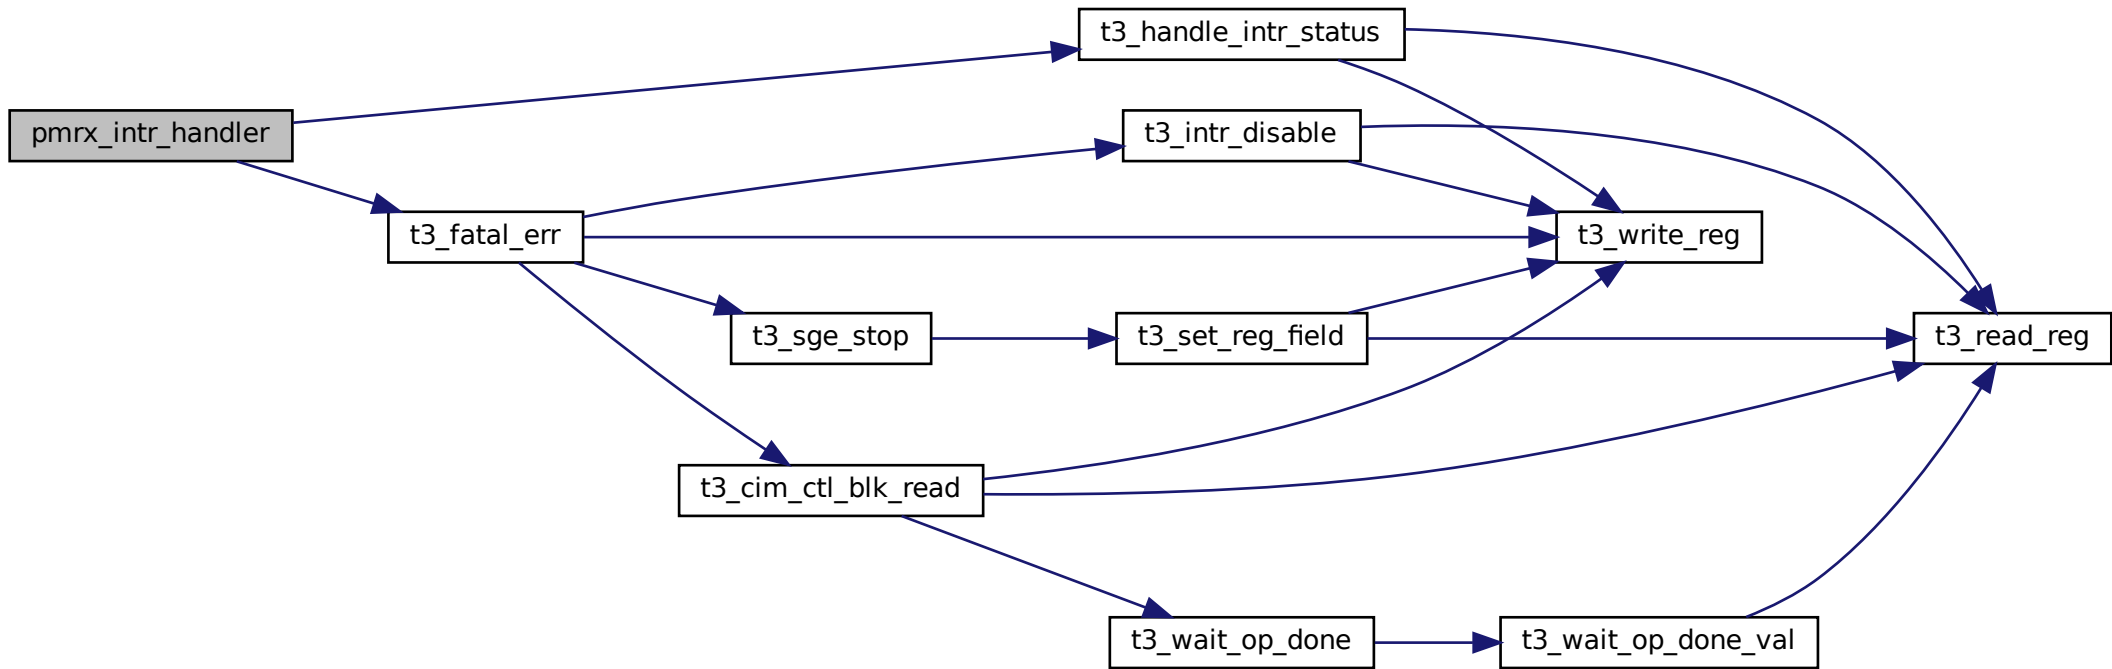 t3_handle_intr_status
pmrx_intr_handler
t3_intr_disable
t3_fatal_err
t3_write_reg
t3_sge_stop
t3_set_reg_field
t3_read_reg
t3_cim_ctl_blk_read
t3_wait_op_done
t3_wait_op_done_val